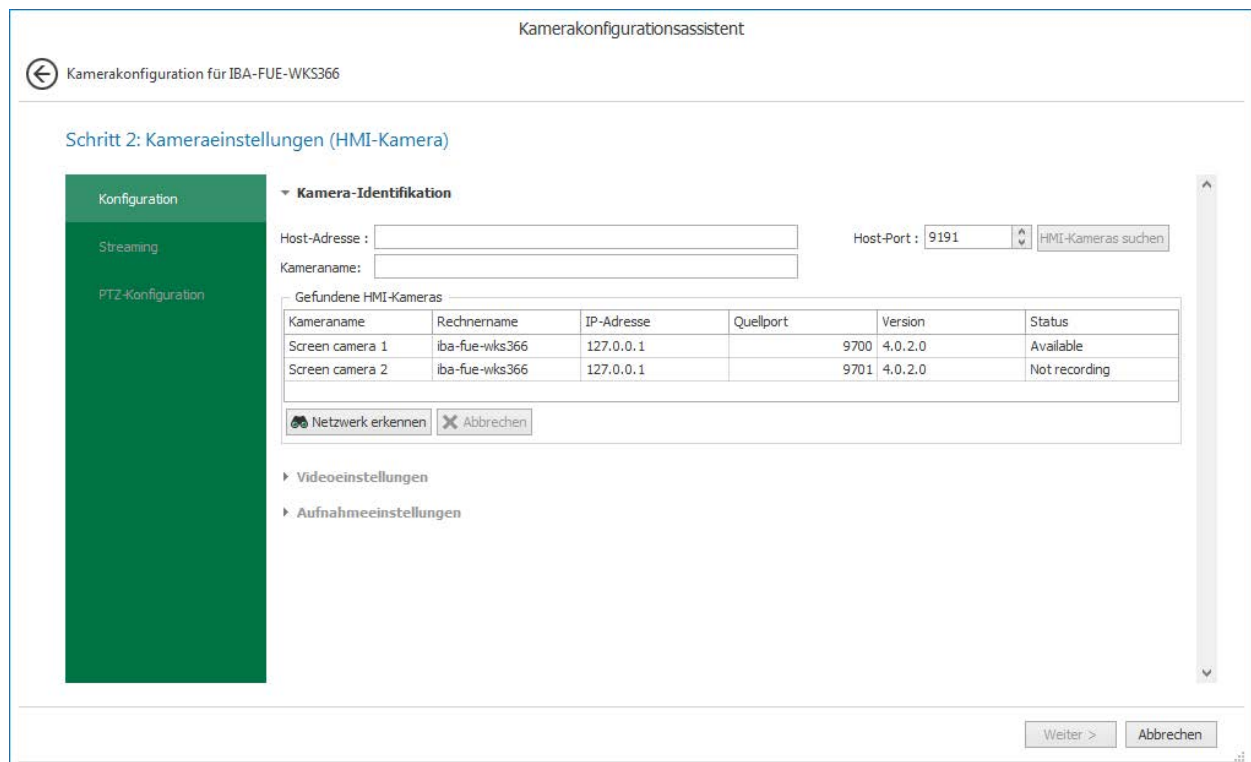 Kamerakonfigurationsassistent
Kamerakonfiguration für IBA-FUE-WKS366
Schritt 2: Kameraeinstellungen (HMI-Kamera)
Konfiguration
Streaming
PTZ-Konfiguration
Kamera-Identifikation
Host-Adresse : Host-Port : 9191 HMI-Kameras suchen
Kameraname:
Gefundene HMI-Kameras
Kameraname Rechnername IP-Adresse Quellport Version Status
Screen camera 1 iba-fue-wks366 127.0.0.1 9700 4.0.2.0 Available
Screen camera 2 iba-fue-wks366 127.0.0.1 9701 4.0.2.0 Not recording
Netzwerk erkennen Abbrechen
Videoeinstellungen
Aufnahmeeinstellungen
Weiter > Abbrechen